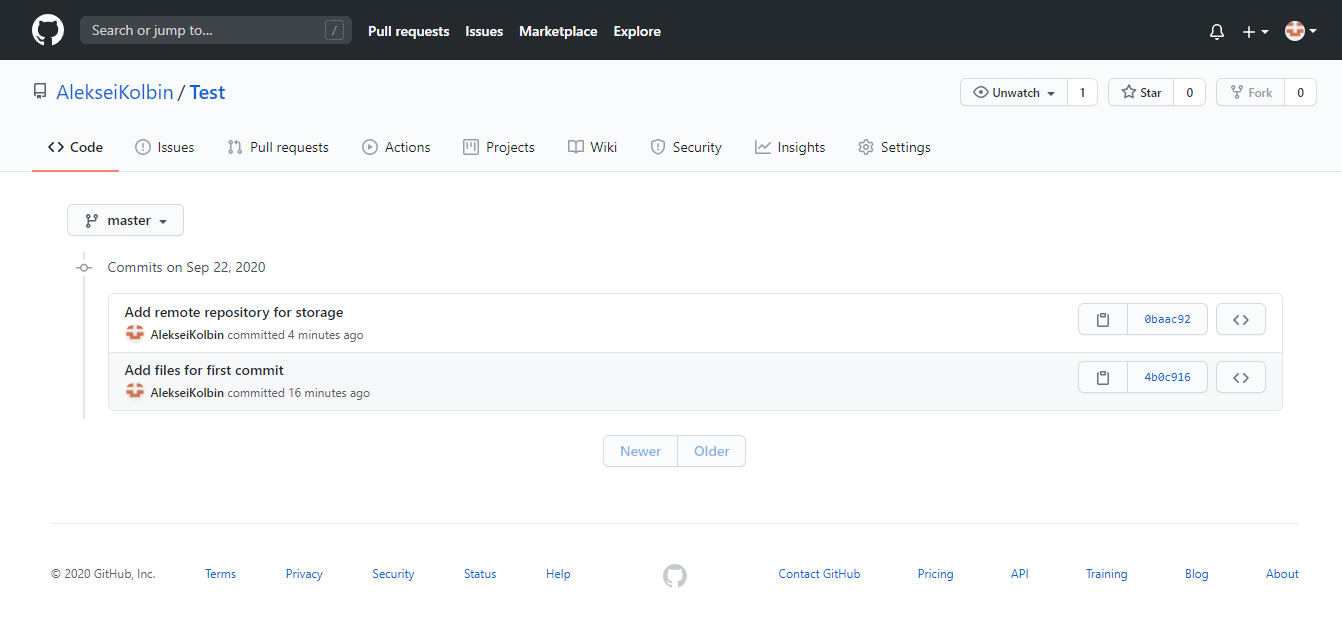 Search or jump to... / Pull requests Issues Marketplace Explore
AlekseiKolbin / Test Unwatch 1 Star 0 Fork 0
Code Issues Pull requests Actions Projects Wiki Security Insights Settings
master
Commits on Sep 22, 2020
Add remote repository for storage
AlekseiKolbin committed 4 minutes ago
0baac92
Add files for first commit
AlekseiKolbin committed 16 minutes ago
4b0c916
Newer Older
© 2020 GitHub, Inc. Terms Privacy Security Status Help Contact GitHub Pricing API Training Blog About